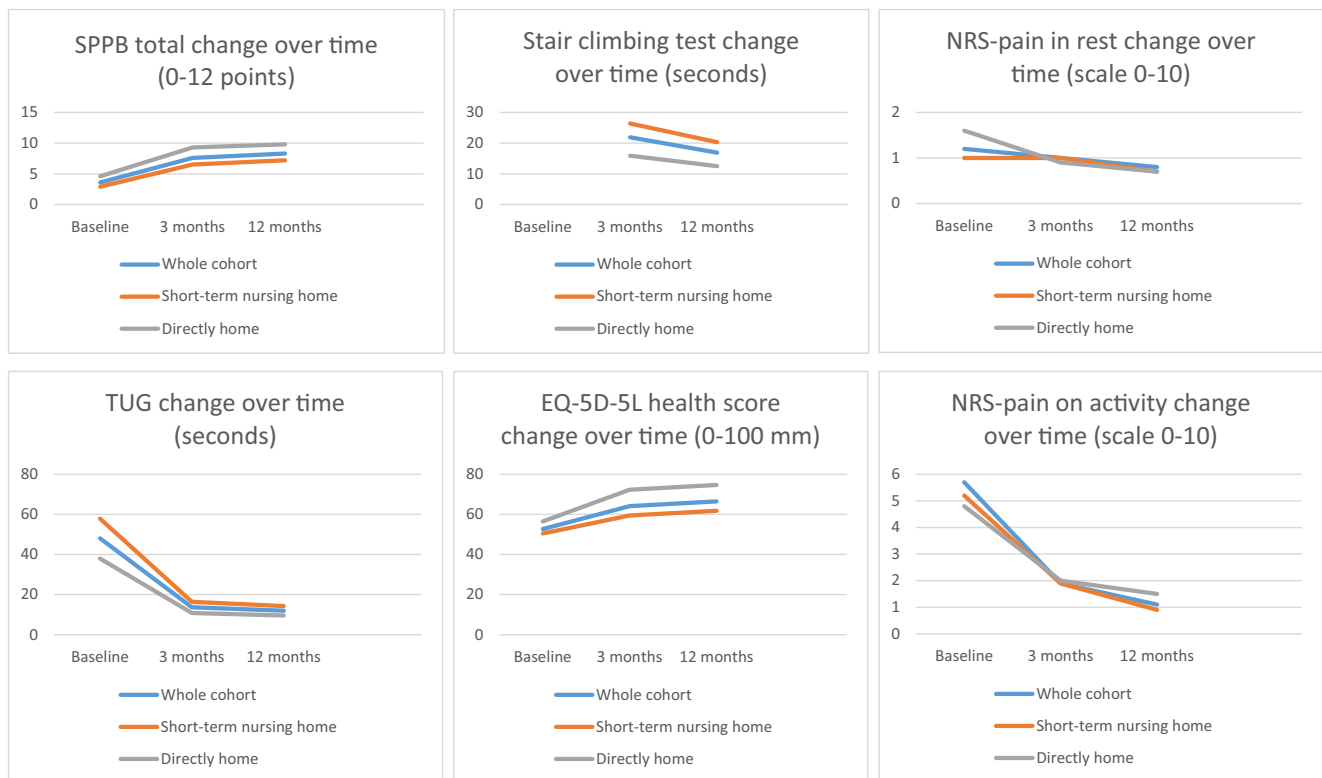 SPPB total change over time
(0-12 points)
15
10
5
0
Baseline 3 months 12 months
Whole cohort
Short-term nursing home
Directly home
Stair climbing test change
over time (seconds)
30
20
10
0
Baseline 3 months 12 months
Whole cohort
Short-term nursing home
Directly home
NRS-pain in rest change over
time (scale 0-10)
2
1
0
Baseline 3 months 12 months
Whole cohort
Short-term nursing home
Directly home
TUG change over time
(seconds)
80
60
40
20
0
Baseline 3 months 12 months
Whole cohort
Short-term nursing home
Directly home
EQ-5D-5L health score
change over time (0-100 mm)
80
60
40
20
0
Baseline 3 months 12 months
Whole cohort
Short-term nursing home
Directly home
NRS-pain on activity change
over time (scale 0-10)
6
5
4
3
2
1
0
Baseline 3 months 12 months
Whole cohort
Short-term nursing home
Directly home